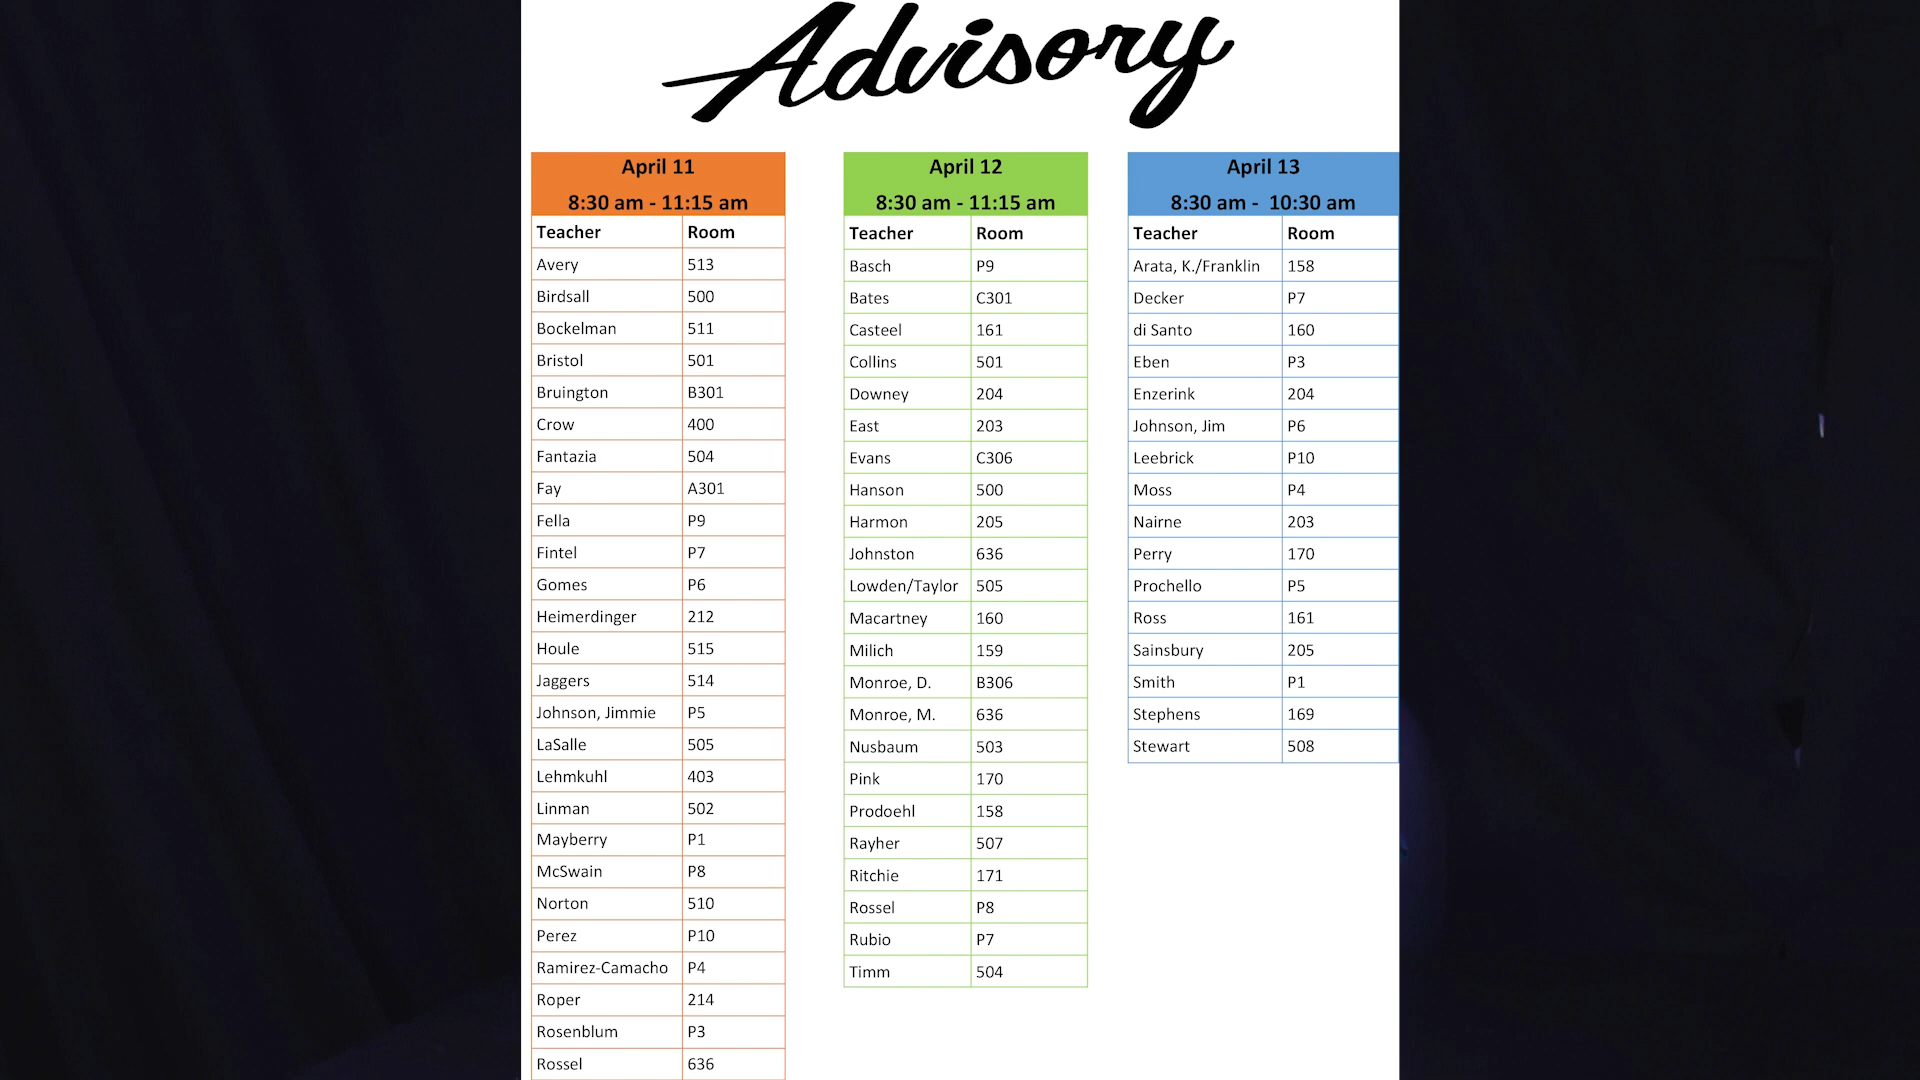 Advisory
April 11
8:30 am - 11:15 am
Teacher Room
Avery 513
Birdsall 500
Bockelman 511
Bristol 501
Bruington B301
Crow 400
Fantazia 504
Fay A301
Fella P9
Fintel P7
Gomes P6
Heimerdinger 212
Houle 515
Jaggers 514
Johnson, Jimmie P5
LaSalle 505
Lehmkuhl 403
Linman 502
Mayberry P1
McSwain P8
Norton 510
Perez P10
Ramirez-Camacho P4
Roper 214
Rosenblum P3
Rossel 636
April 12
8:30 am - 11:15 am
Teacher Room
Basch P9
Bates C301
Casteel 161
Collins 501
Downey 204
East 203
Evans C306
Hanson 500
Harmon 205
Johnston 636
Lowden/Taylor 505
Macartney 160
Milich 159
Monroe, D. B306
Monroe, M. 636
Nusbaum 503
Pink 170
Prodoehl 158
Rayher 507
Ritchie 171
Rossel P8
Rubio P7
Timm 504
April 13
8:30 am -  10:30 am
Teacher Room
Arata, K./Franklin 158
Decker P7
di Santo 160
Eben P3
Enzerink 204
Johnson, Jim P6
Leebrick P10
Moss P4
Nairne 203
Perry 170
Prochello P5
Ross 161
Sainsbury 205
Smith P1
Stephens 169
Stewart 508